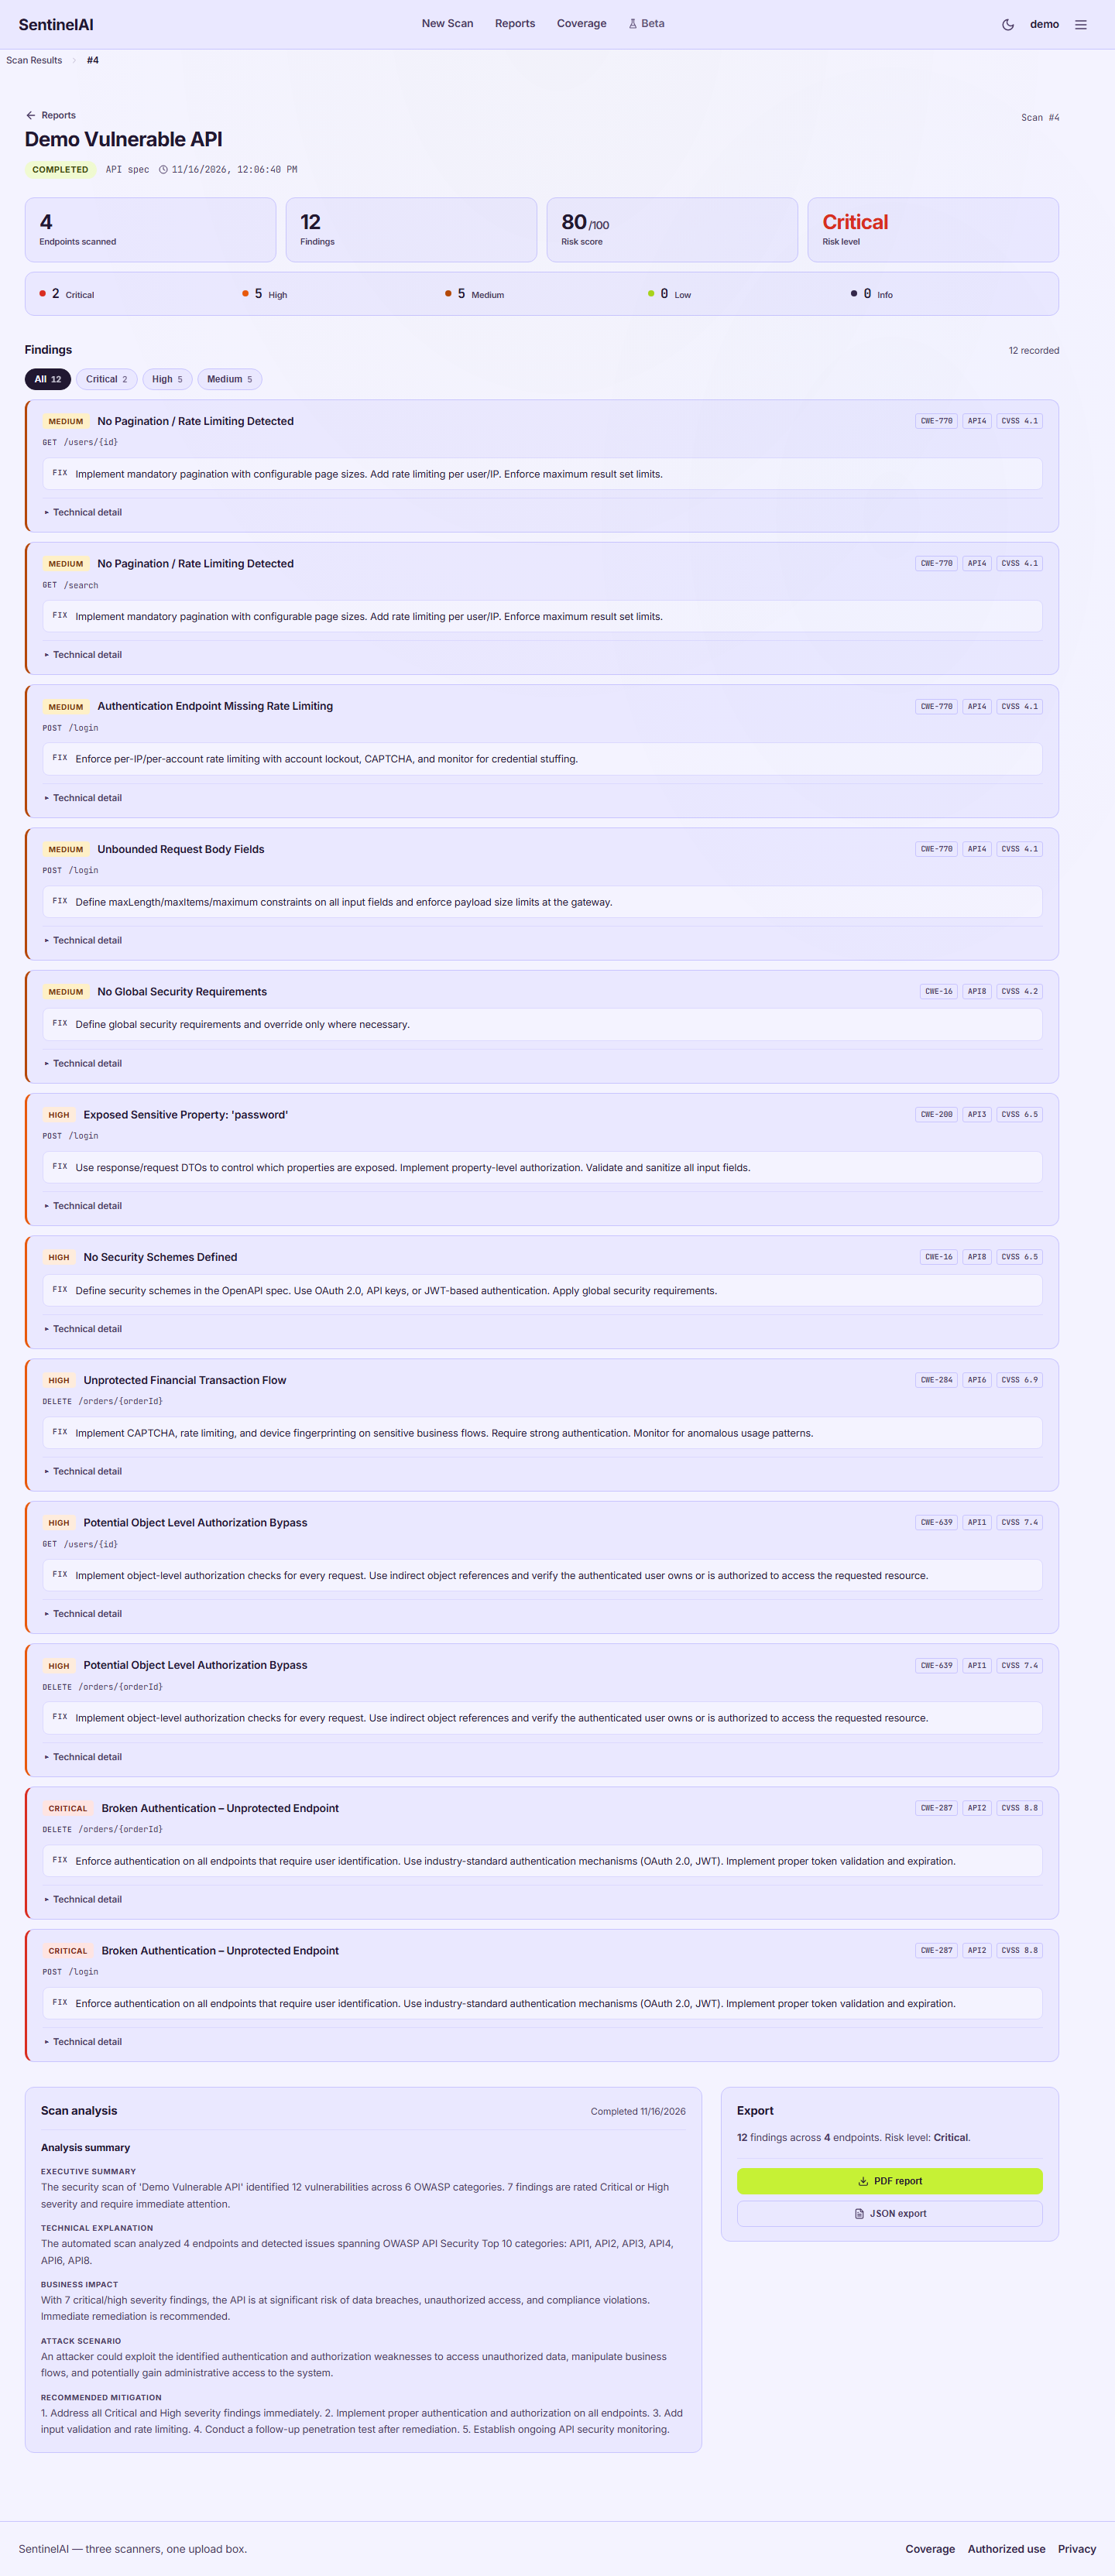 SentinelAI
New Scan Reports Coverage Beta
demo
Scan Results > #4
Reports
Scan #4
Demo Vulnerable API
COMPLETED API spec 11/16/2026, 12:06:40 PM
4
Endpoints scanned
12
Findings
80/100
Risk score
Critical
Risk level
2 Critical 5 High 5 Medium 0 Low 0 Info
Findings 12 recorded
All 12 Critical 2 High 5 Medium 5
MEDIUM No Pagination / Rate Limiting Detected CWE-770 API4 CVSS 4.1
GET /users/{id}
FIX Implement mandatory pagination with configurable page sizes. Add rate limiting per user/IP. Enforce maximum result set limits.
Technical detail
MEDIUM No Pagination / Rate Limiting Detected CWE-770 API4 CVSS 4.1
GET /search
FIX Implement mandatory pagination with configurable page sizes. Add rate limiting per user/IP. Enforce maximum result set limits.
Technical detail
MEDIUM Authentication Endpoint Missing Rate Limiting CWE-770 API4 CVSS 4.1
POST /login
FIX Enforce per-IP/per-account rate limiting with account lockout, CAPTCHA, and monitor for credential stuffing.
Technical detail
MEDIUM Unbounded Request Body Fields CWE-770 API4 CVSS 4.1
POST /login
FIX Define maxLength/maxItems/maximum constraints on all input fields and enforce payload size limits at the gateway.
Technical detail
MEDIUM No Global Security Requirements CWE-16 API8 CVSS 4.2
FIX Define global security requirements and override only where necessary.
Technical detail
HIGH Exposed Sensitive Property: 'password' CWE-200 API3 CVSS 6.5
POST /login
FIX Use response/request DTOs to control which properties are exposed. Implement property-level authorization. Validate and sanitize all input fields.
Technical detail
HIGH No Security Schemes Defined CWE-16 API8 CVSS 6.5
FIX Define security schemes in the OpenAPI spec. Use OAuth 2.0, API keys, or JWT-based authentication. Apply global security requirements.
Technical detail
HIGH Unprotected Financial Transaction Flow CWE-284 API6 CVSS 6.9
DELETE /orders/{orderId}
FIX Implement CAPTCHA, rate limiting, and device fingerprinting on sensitive business flows. Require strong authentication. Monitor for anomalous usage patterns.
Technical detail
HIGH Potential Object Level Authorization Bypass CWE-639 API1 CVSS 7.4
GET /users/{id}
FIX Implement object-level authorization checks for every request. Use indirect object references and verify the authenticated user owns or is authorized to access the requested resource.
Technical detail
HIGH Potential Object Level Authorization Bypass CWE-639 API1 CVSS 7.4
DELETE /orders/{orderId}
FIX Implement object-level authorization checks for every request. Use indirect object references and verify the authenticated user owns or is authorized to access the requested resource.
Technical detail
CRITICAL Broken Authentication – Unprotected Endpoint CWE-287 API2 CVSS 8.8
DELETE /orders/{orderId}
FIX Enforce authentication on all endpoints that require user identification. Use industry-standard authentication mechanisms (OAuth 2.0, JWT). Implement proper token validation and expiration.
Technical detail
CRITICAL Broken Authentication – Unprotected Endpoint CWE-287 API2 CVSS 8.8
POST /login
FIX Enforce authentication on all endpoints that require user identification. Use industry-standard authentication mechanisms (OAuth 2.0, JWT). Implement proper token validation and expiration.
Technical detail
Scan analysis Completed 11/16/2026
Analysis summary
EXECUTIVE SUMMARY
The security scan of 'Demo Vulnerable API' identified 12 vulnerabilities across 6 OWASP categories. 7 findings are rated Critical or High
severity and require immediate attention.
TECHNICAL EXPLANATION
The automated scan analyzed 4 endpoints and detected issues spanning OWASP API Security Top 10 categories: API1, API2, API3, API4,
API6, API8.
BUSINESS IMPACT
With 7 critical/high severity findings, the API is at significant risk of data breaches, unauthorized access, and compliance violations.
Immediate remediation is recommended.
ATTACK SCENARIO
An attacker could exploit the identified authentication and authorization weaknesses to access unauthorized data, manipulate business
flows, and potentially gain administrative access to the system.
RECOMMENDED MITIGATION
1. Address all Critical and High severity findings immediately. 2. Implement proper authentication and authorization on all endpoints. 3. Add
input validation and rate limiting. 4. Conduct a follow-up penetration test after remediation. 5. Establish ongoing API security monitoring.
Export
12 findings across 4 endpoints. Risk level: Critical.
PDF report
JSON export
SentinelAI — three scanners, one upload box.
Coverage Authorized use Privacy